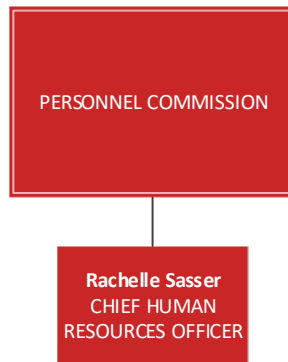 PERSONNEL COMMISSION
Rachelle Sasser
CHIEF HUMAN
RESOURCES OFFICER